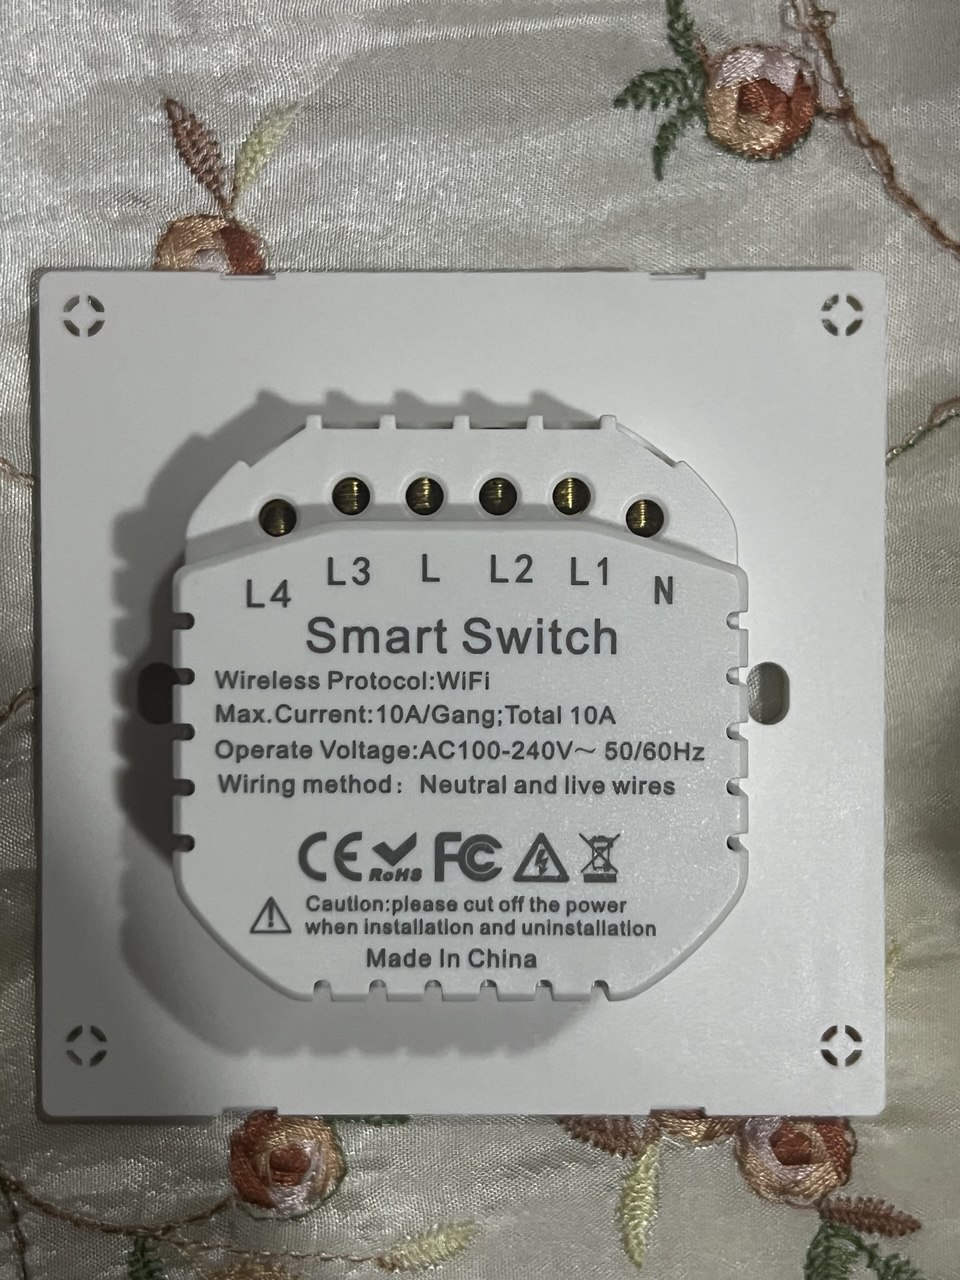 L4 L3 L L2 L1 N
Smart Switch
Wireless Protocol:WiFi
Max.Current:10A/Gang;Total 10A
Operate Voltage:AC100-240V～ 50/60Hz
Wiring method：Neutral and live wires
CE RoHS FC
Caution:please cut off the power
when installation and uninstallation
Made In China